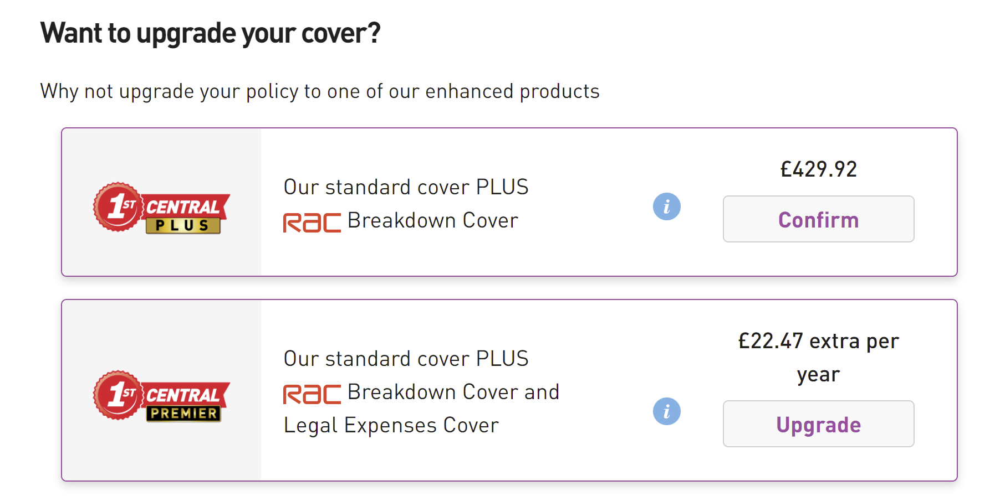 Want to upgrade your cover?
Why not upgrade your policy to one of our enhanced products
1ST CENTRAL
PLUS
Our standard cover PLUS
RAC Breakdown Cover
i
£429.92
Confirm
1ST CENTRAL
PREMIER
Our standard cover PLUS
RAC Breakdown Cover and
Legal Expenses Cover
i
£22.47 extra per
year
Upgrade